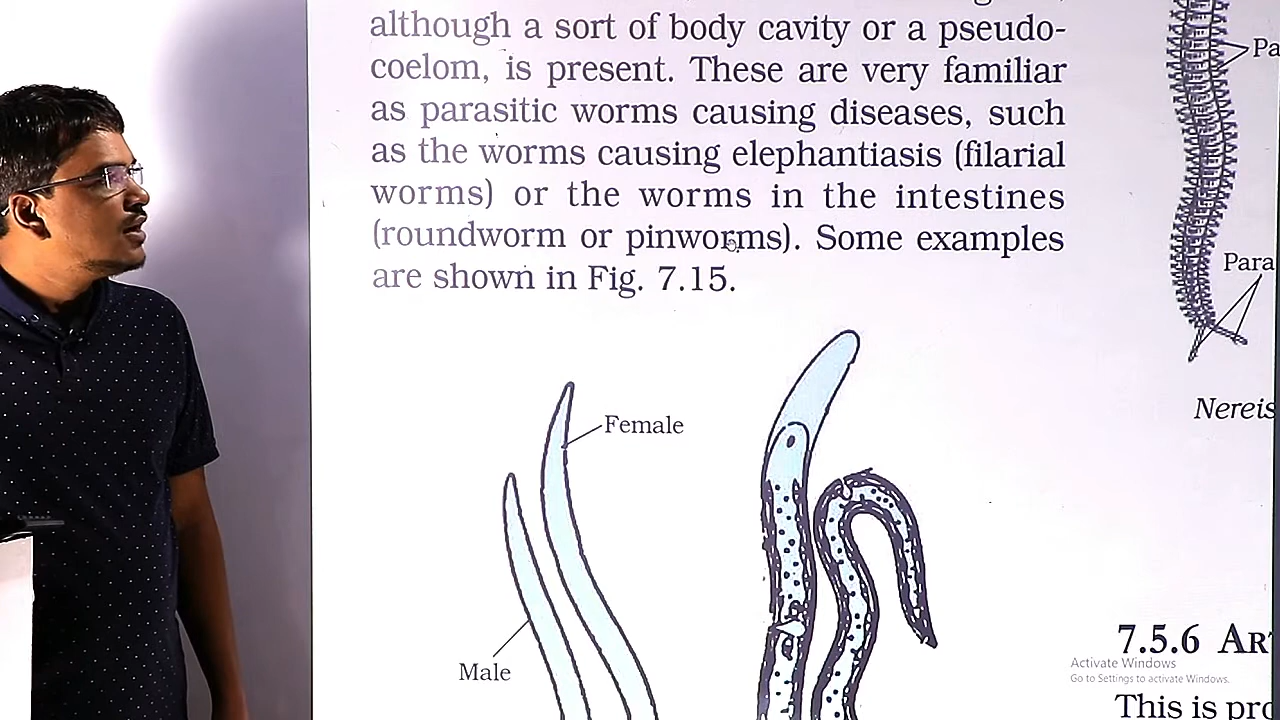 although a sort of body cavity or a pseudo-
coelom, is present. These are very familiar
as parasitic worms causing diseases, such
as the worms causing elephantiasis (filarial
worms) or the worms in the intestines
(roundworm or pinworms). Some examples
are shown in Fig. 7.15.
Female
Male
Pa
Para
Nereis
7.5.6 AR
Activate Windows
Go to Settings to activate Windows.
This is pro